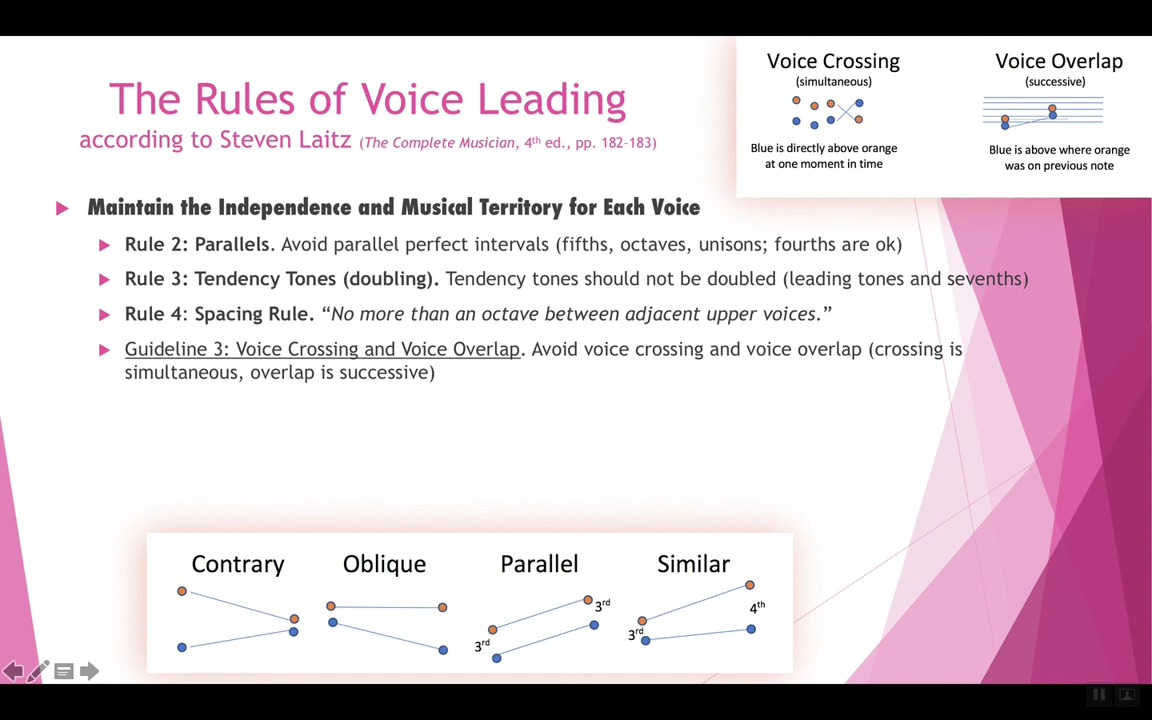 The Rules of Voice Leading
according to Steven Laitz (The Complete Musician, 4th ed., pp. 182-183)
Voice Crossing
(simultaneous)
Blue is directly above orange
at one moment in time
Voice Overlap
(successive)
Blue is above where orange
was on previous note
Maintain the Independence and Musical Territory for Each Voice
Rule 2: Parallels. Avoid parallel perfect intervals (fifths, octaves, unisons; fourths are ok)
Rule 3: Tendency Tones (doubling). Tendency tones should not be doubled (leading tones and sevenths)
Rule 4: Spacing Rule. “No more than an octave between adjacent upper voices.”
Guideline 3: Voice Crossing and Voice Overlap. Avoid voice crossing and voice overlap (crossing is
simultaneous, overlap is successive)
Contrary
Oblique
Parallel
3rd
3rd
Similar
3rd
4th